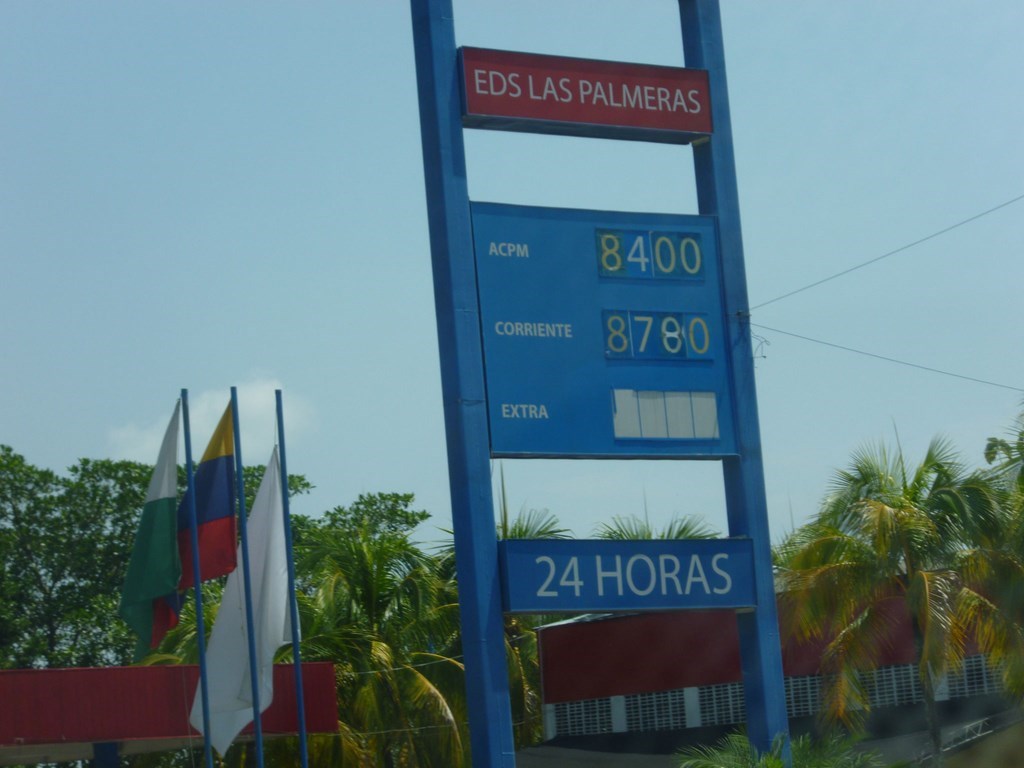 EDS LAS PALMERAS
ACPM 8400
CORRIENTE 8780
EXTRA
24 HORAS